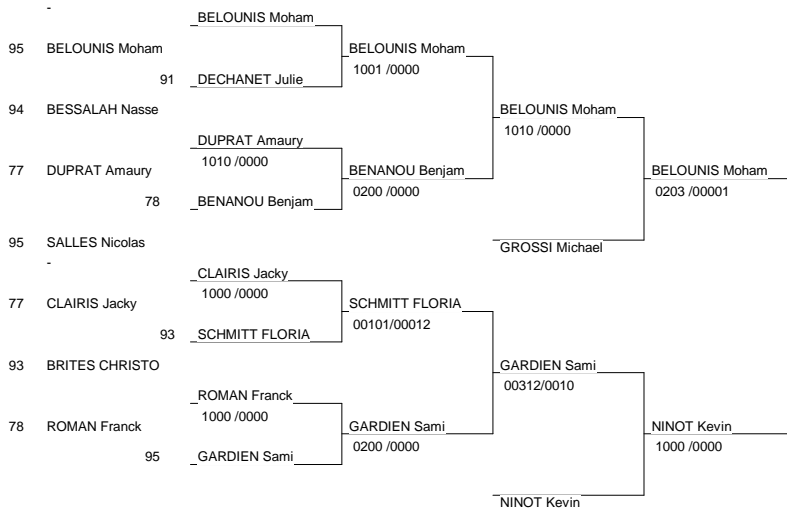 -
BELOUNIS Moham
95 BELOUNIS Moham
BELOUNIS Moham
1001 /0000
91 DECHANET Julie
94 BESSALAH Nasse
BELOUNIS Moham
1010 /0000
DUPRAT Amaury
1010 /0000
77 DUPRAT Amaury
BENANOU Benjam
0200 /0000
BELOUNIS Moham
0203 /00001
78 BENANOU Benjam
95 SALLES Nicolas
GROSSI Michael
-
CLAIRIS Jacky
1000 /0000
77 CLAIRIS Jacky
SCHMITT FLORIA
00101/00012
93 SCHMITT FLORIA
93 BRITES CHRISTO
GARDIEN Sami
00312/0010
ROMAN Franck
1000 /0000
78 ROMAN Franck
GARDIEN Sami
0200 /0000
NINOT Kevin
1000 /0000
95 GARDIEN Sami
NINOT Kevin